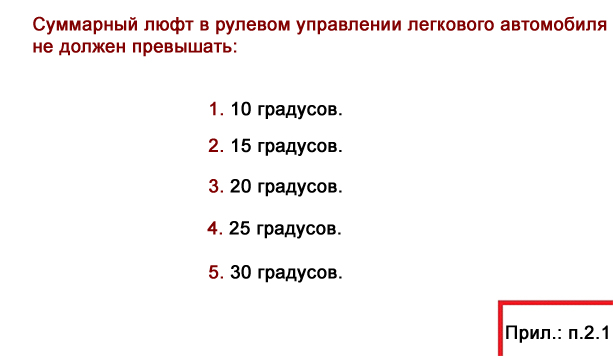 Суммарный люфт в рулевом управлении легкового автомобиля
не должен превышать:
1. 10 градусов.
2. 15 градусов.
3. 20 градусов.
4. 25 градусов.
5. 30 градусов.
Прил.: п.2.1